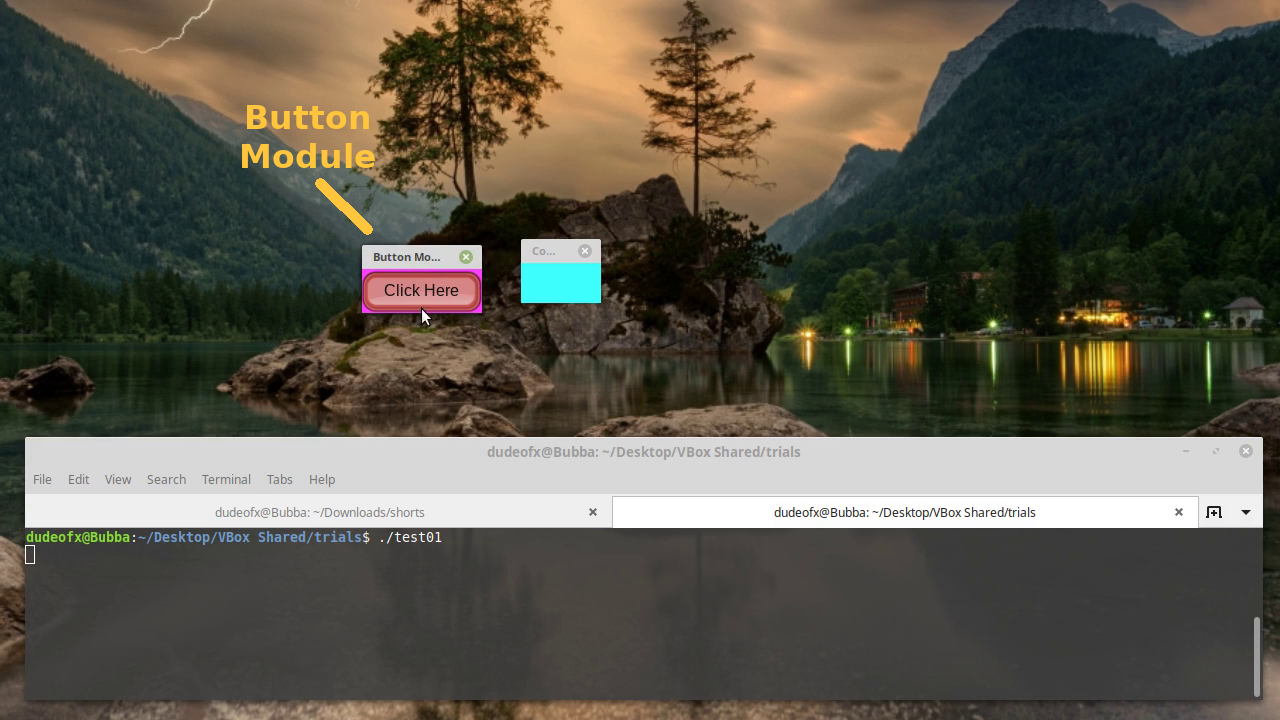 Button
Module
Button Mo...
Co...
Click Here
dudeofx@Bubba: ~/Desktop/VBox Shared/trials
File Edit View Search Terminal Tabs Help
dudeofx@Bubba: ~/Downloads/shorts
dudeofx@Bubba: ~/Desktop/VBox Shared/trials
dudeofx@Bubba:~/Desktop/VBox Shared/trials$ ./test01